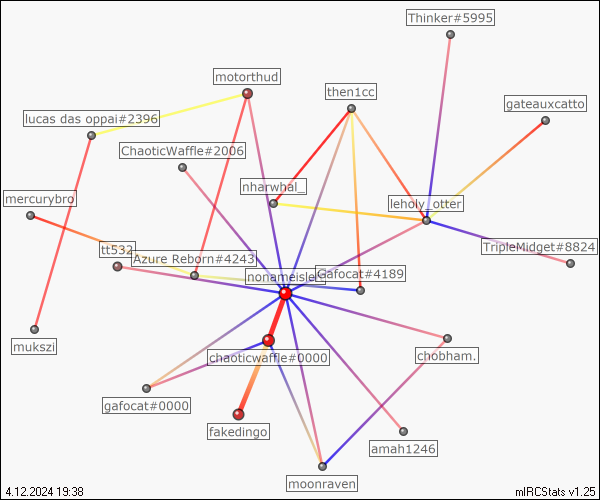 Thinker#5995
motorthud
then1cc
gateauxcatto
lucas das oppai#2396
ChaoticWaffle#2006
nharwhal_
mercurybro
leholy_otter
tt532
Azure Reborn#4243
TripleMidget#8824
nonameisle
Gafocat#4189
mukszi
chaoticwaffle#0000
chobham.
gafocat#0000
fakedingo
amah1246
moonraven
4.12.2024 19:38
mIRCStats v1.25